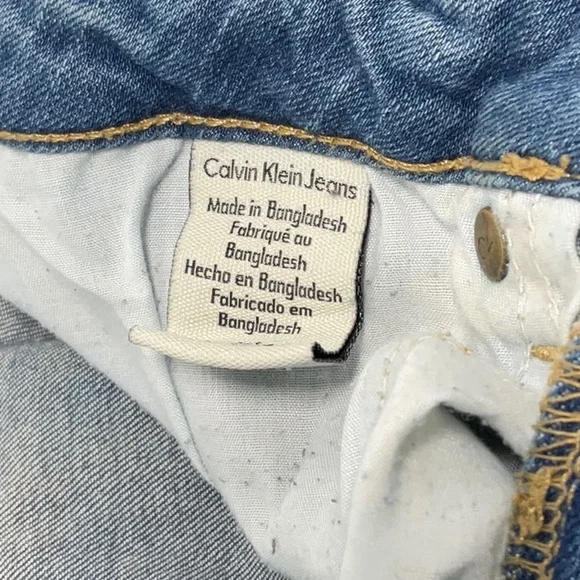 Calvin Klein Jeans
Made in Bangladesh
Fabriqué au
Bangladesh
Hecho en Bangladesh
Fabricado em
Bangladesh